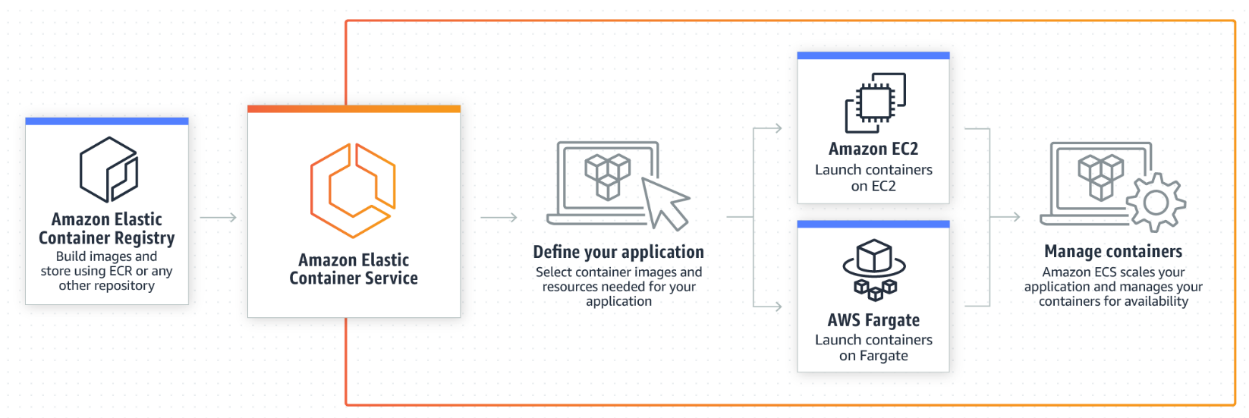 Amazon Elastic
Container Registry
Build images and
store using ECR or any
other repository
Amazon Elastic
Container Service
Define your application
Select container images and
resources needed for your
application
Amazon EC2
Launch containers
on EC2
AWS Fargate
Launch containers
on Fargate
Manage containers
Amazon ECS scales your
application and manages your
containers for availability